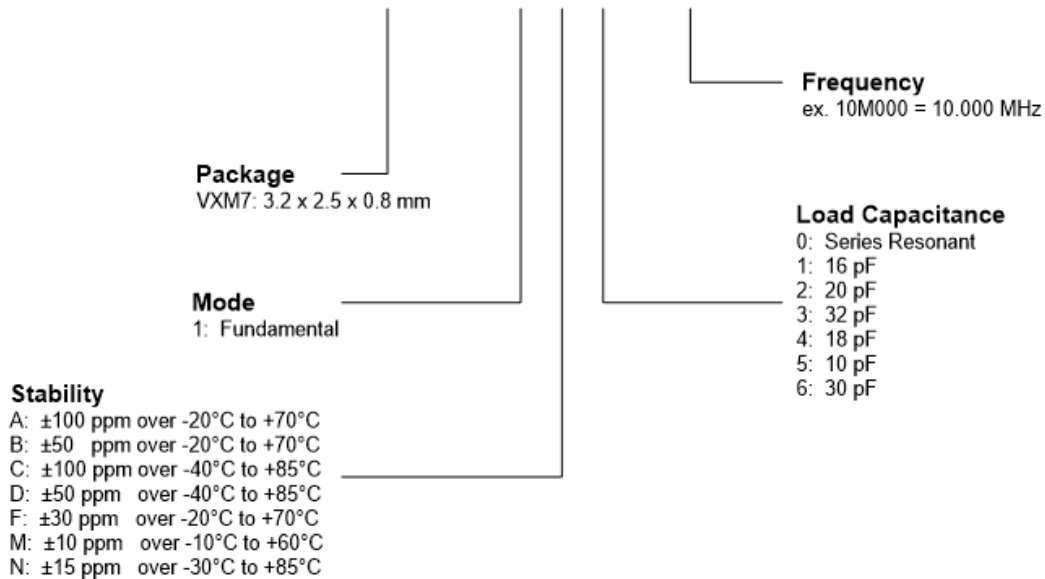 Frequency
ex. 10M000 = 10.000 MHz
Package
VXM7: 3.2 x 2.5 x 0.8 mm
Load Capacitance
0: Series Resonant
1: 16 pF
2: 20 pF
3: 32 pF
4: 18 pF
5: 10 pF
6: 30 pF
Mode
1: Fundamental
Stability
A: ±100 ppm over -20°C to +70°C
B: ±50 ppm over -20°C to +70°C
C: ±100 ppm over -40°C to +85°C
D: ±50 ppm over -40°C to +85°C
F: ±30 ppm over -20°C to +70°C
M: ±10 ppm over -10°C to +60°C
N: ±15 ppm over -30°C to +85°C